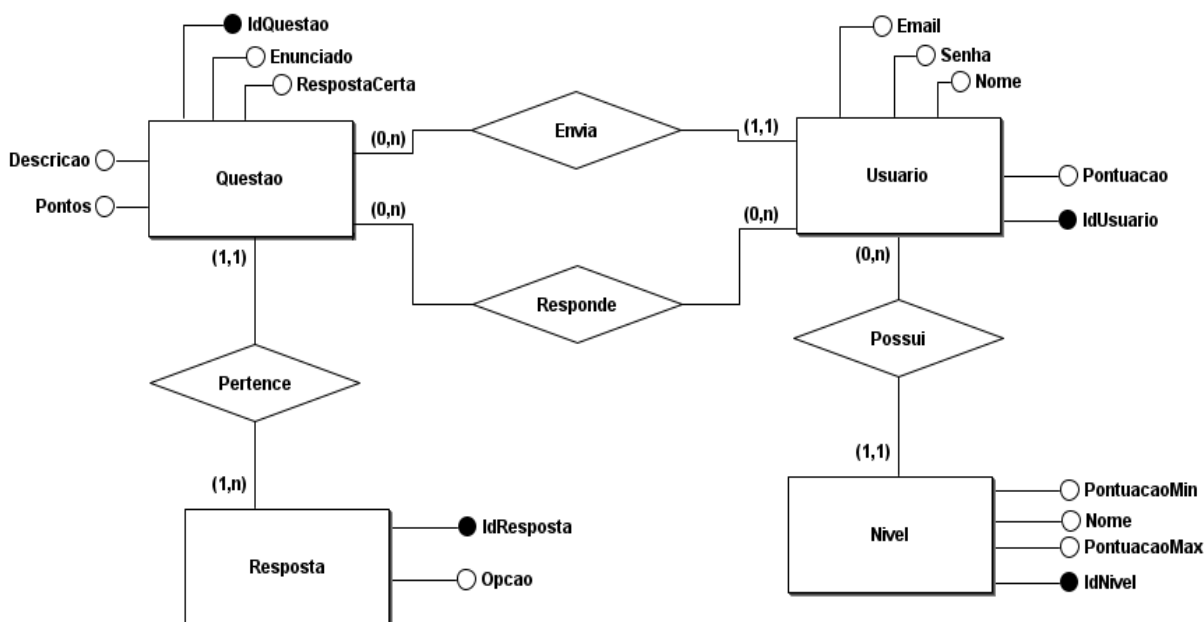 IdQuestao
Enunciado
RespostaCerta
Descricao
Pontos
Questao
(0,n)
(0,n)
(1,1)
Envia
Responde
Email
Senha
Nome
(1,1)
(0,n)
Usuario
Pontuacao
IdUsuario
(0,n)
Pertence
Possui
(1,n)
(1,1)
Resposta
IdResposta
Opcao
Nivel
PontuacaoMin
Nome
PontuacaoMax
IdNivel